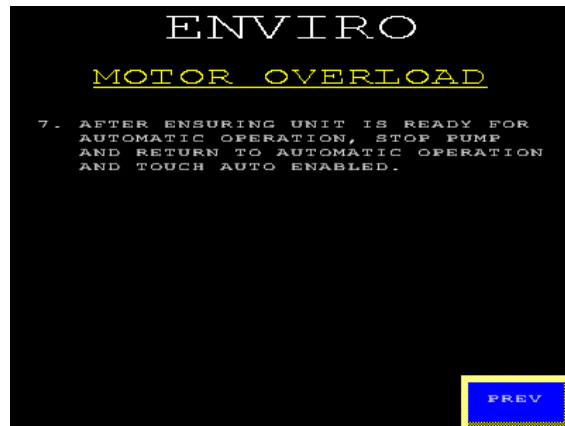 ENVIRO
MOTOR OVERLOAD
7. AFTER ENSURING UNIT IS READY FOR
AUTOMATIC OPERATION, STOP PUMP
AND RETURN TO AUTOMATIC OPERATION
AND TOUCH AUTO ENABLED.
PREV